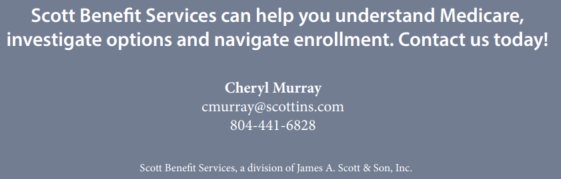 Scott Benefit Services can help you understand Medicare,
investigate options and navigate enrollment. Contact us today!
Cheryl Murray
cmurray@scottins.com
804-441-6828
Scott Benefit Services, a division of James A. Scott & Son, Inc.